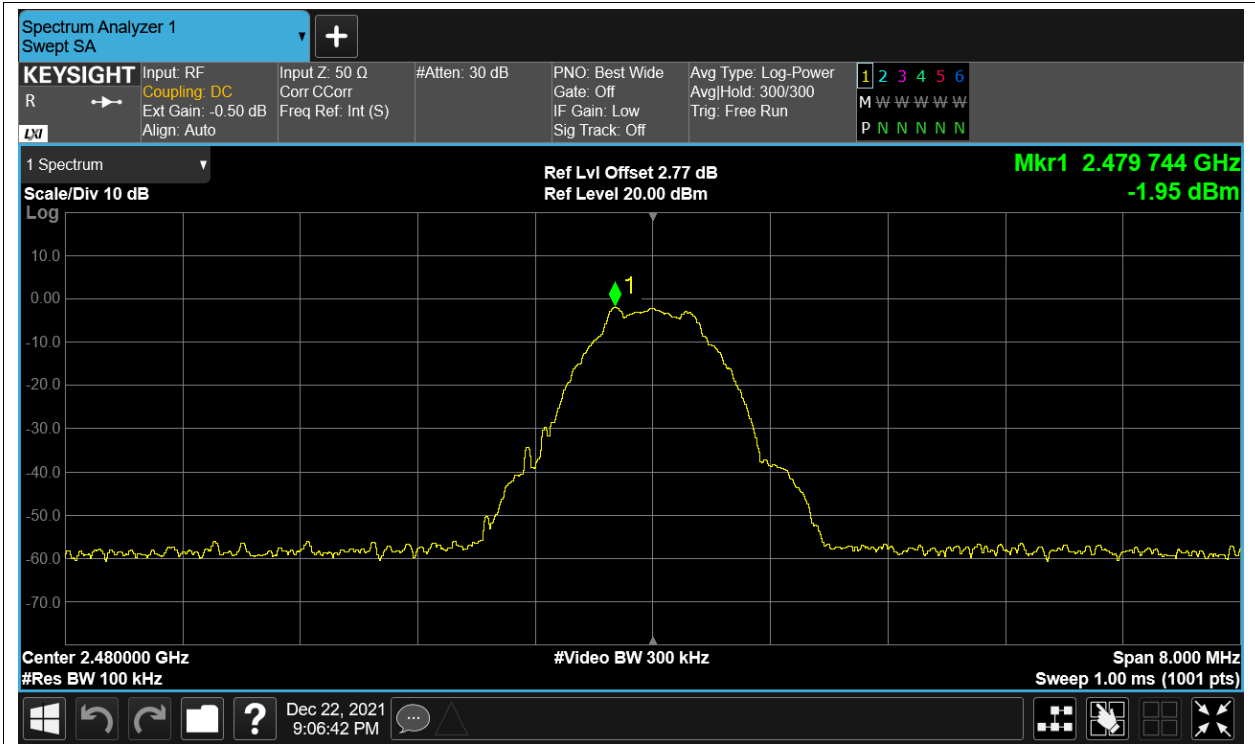 Spectrum Analyzer 1
Swept SA
+
KEYSIGHT
R
LXI
Input: RF
Coupling: DC
Ext Gain: -0.50 dB
Align: Auto
Input Z: 50 Ω
Corr CCorr
Freq Ref: Int (S)
#Atten: 30 dB
PNO: Best Wide
Gate: Off
IF Gain: Low
Sig Track: Off
Avg Type: Log-Power
Avg|Hold: 300/300
Trig: Free Run
1 2 3 4 5 6
M W W W W W
P N N N N N
1 Spectrum
Scale/Div 10 dB
Ref Lvl Offset 2.77 dB
Ref Level 20.00 dBm
Mkr1 2.479 744 GHz
-1.95 dBm
Log
10.0
0.00
-10.0
-20.0
-30.0
-40.0
-50.0
-60.0
-70.0
1
Center 2.480000 GHz
#Res BW 100 kHz
#Video BW 300 kHz
Span 8.000 MHz
Sweep 1.00 ms (1001 pts)
?
Dec 22, 2021
9:06:42 PM